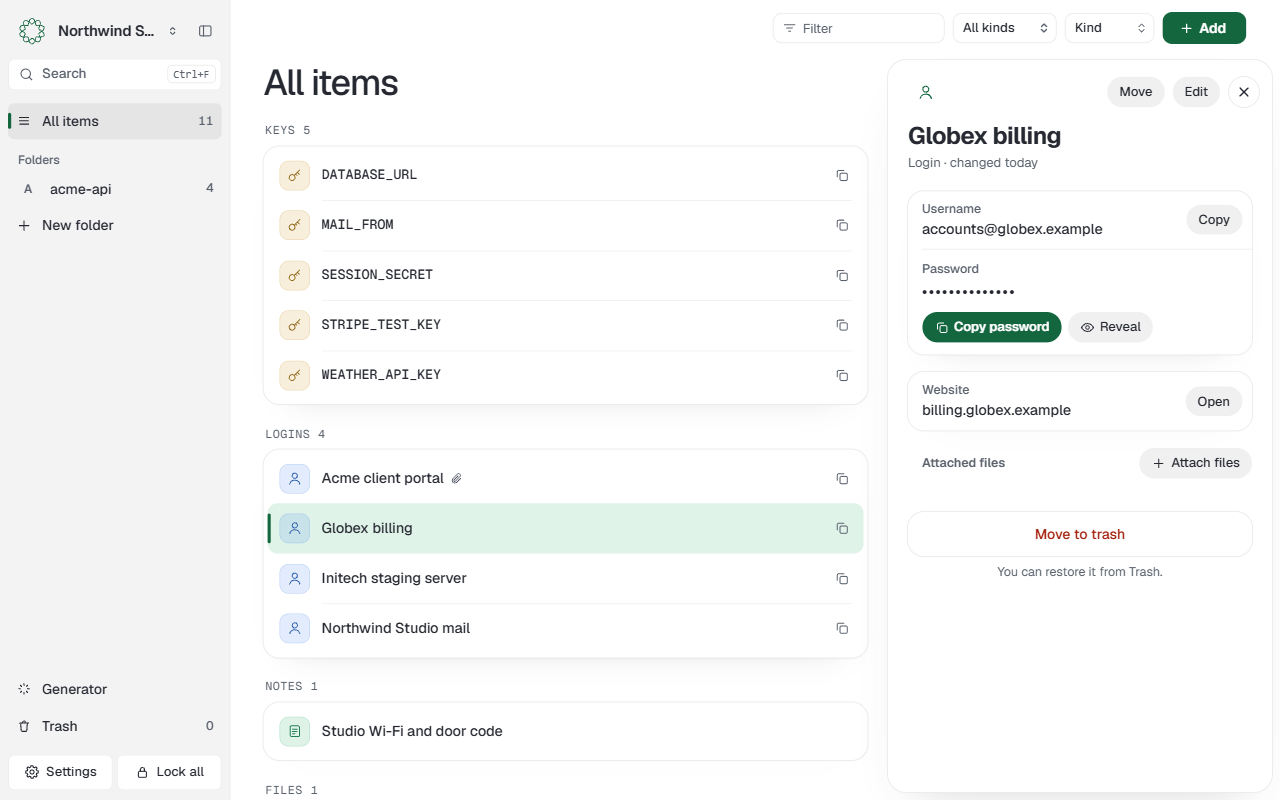 Northwind S...
Search
Ctrl+F
All items 11
Folders
A acme-api 4
New folder
Generator
Trash 0
Settings
Lock all
Filter
All kinds
Kind
Add
All items
KEYS 5
DATABASE_URL
MAIL_FROM
SESSION_SECRET
STRIPE_TEST_KEY
WEATHER_API_KEY
LOGINS 4
Acme client portal
Globex billing
Initech staging server
Northwind Studio mail
NOTES 1
Studio Wi-Fi and door code
FILES 1
Move
Edit
Globex billing
Login · changed today
Username
accounts@globex.example
Copy
Password
••••••••••••••
Copy password
Reveal
Website
billing.globex.example
Open
Attached files
Attach files
Move to trash
You can restore it from Trash.